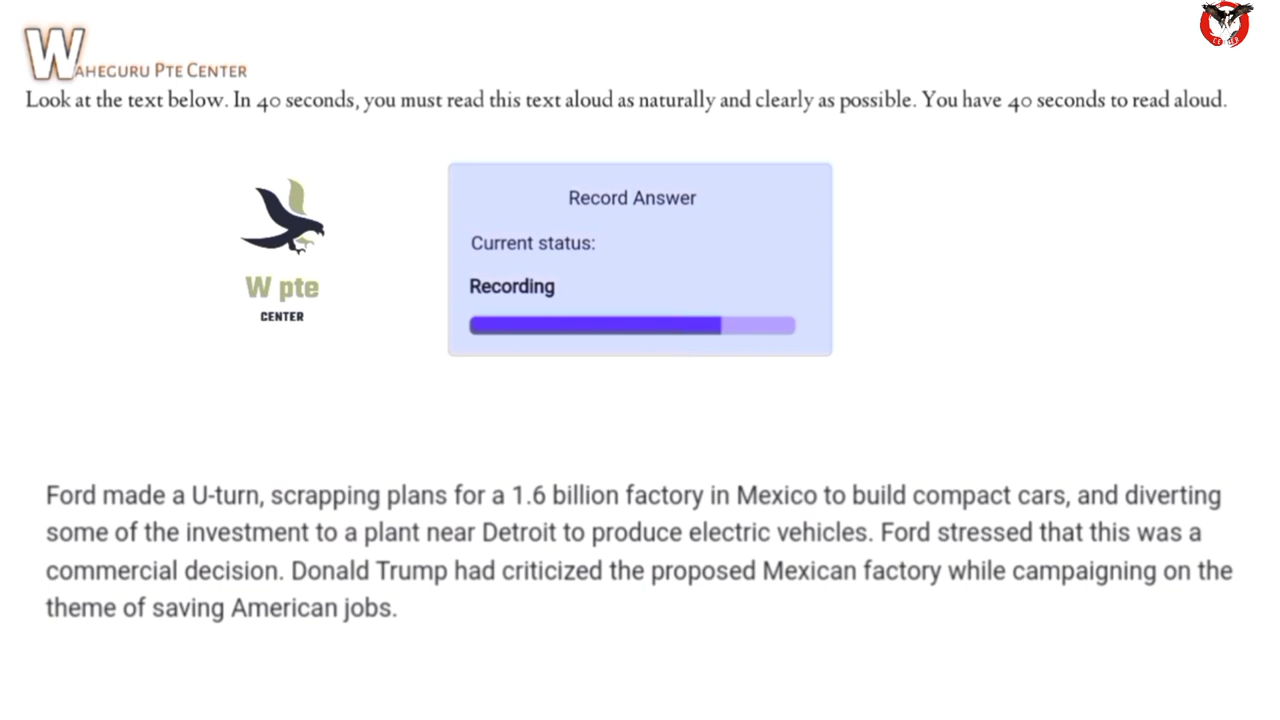 WAHEGURU PTE CENTER
Look at the text below. In 40 seconds, you must read this text aloud as naturally and clearly as possible. You have 40 seconds to read aloud.
W pte
CENTER
Record Answer
Current status:
Recording
Ford made a U-turn, scrapping plans for a 1.6 billion factory in Mexico to build compact cars, and diverting
some of the investment to a plant near Detroit to produce electric vehicles. Ford stressed that this was a
commercial decision. Donald Trump had criticized the proposed Mexican factory while campaigning on the
theme of saving American jobs.